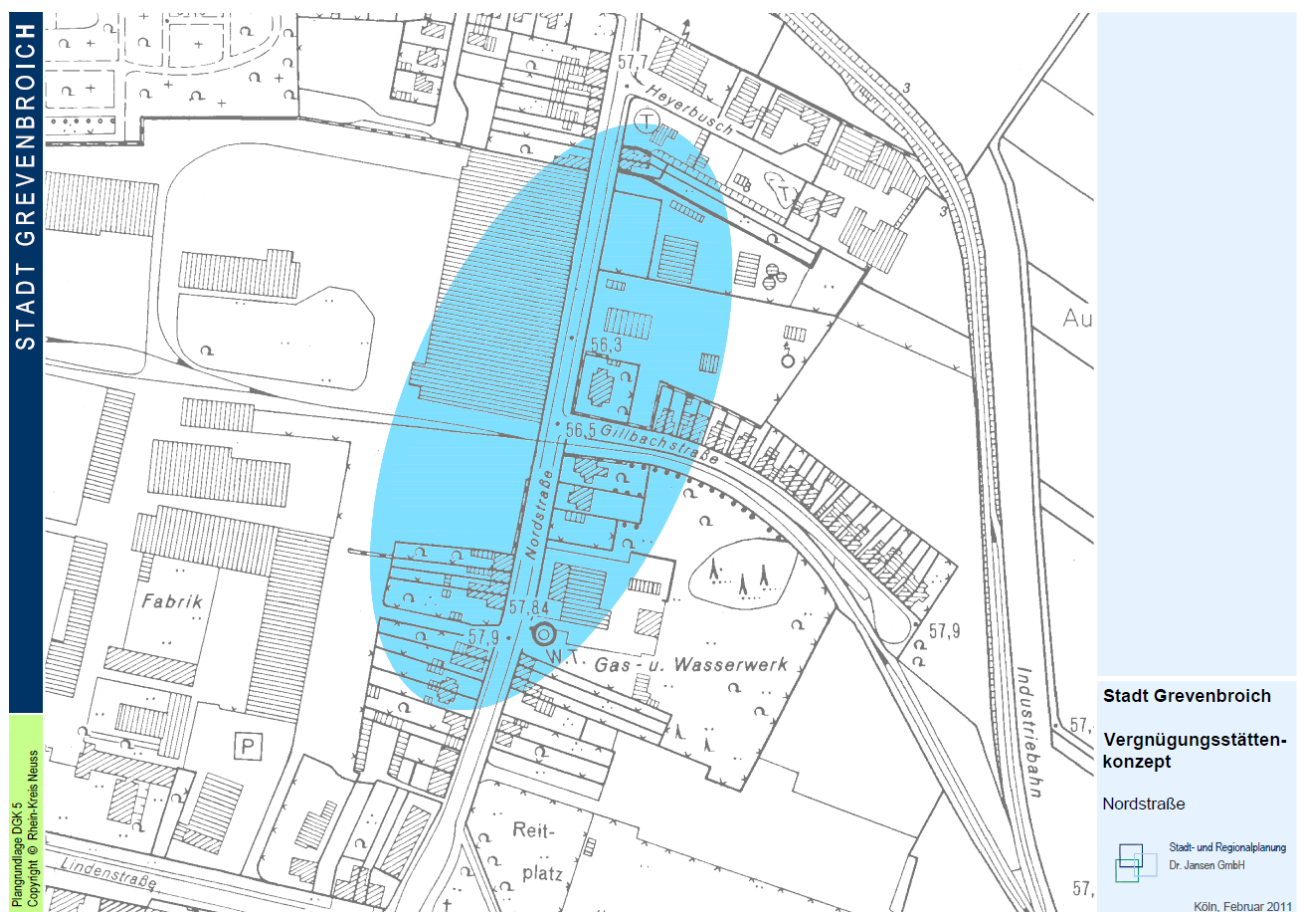 STADT GREVENBROICH
Plangrundlage DGK 5
Copyright © Rhein-Kreis Neuss
57,7
Heyerbusch
T
T
3
3
Au
56,3
56,5
Gillbachstraße
Nordstraße
Fabrik
57,84
57,9
W.T.
Gas- u. Wasserwerk
57,9
Industriebahn
57,
P
Reit-
platz
Lindenstraße
57,
Stadt Grevenbroich
Vergnügungsstätten-
konzept
Nordstraße
Stadt- und Regionalplanung
Dr. Jansen GmbH
Köln, Februar 2011